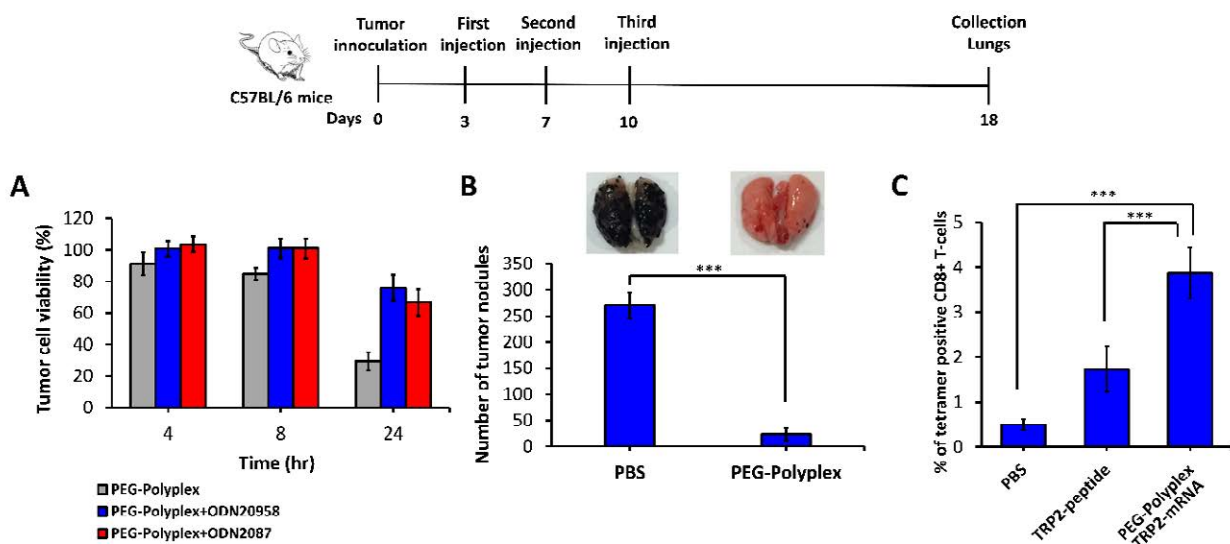 Tumor innoculation
First injection
Second injection
Third injection
Collection Lungs
C57BL/6 mice
Days 0 3 7 10 18
A
Tumor cell viability (%)
120
100
80
60
40
20
0
4 8 24
Time (hr)
PEG-Polyplex
PEG-Polyplex+ODN20958
PEG-Polyplex+ODN2087
B
Number of tumor nodules
350
300
250
200
150
100
50
0
***
PBS PEG-Polyplex
C
% of tetramer positive CD8+ T-cells
5
4
3
2
1
0
***
***
PBS
TRP2-peptide
PEG-Polyplex
TRP2-mRNA